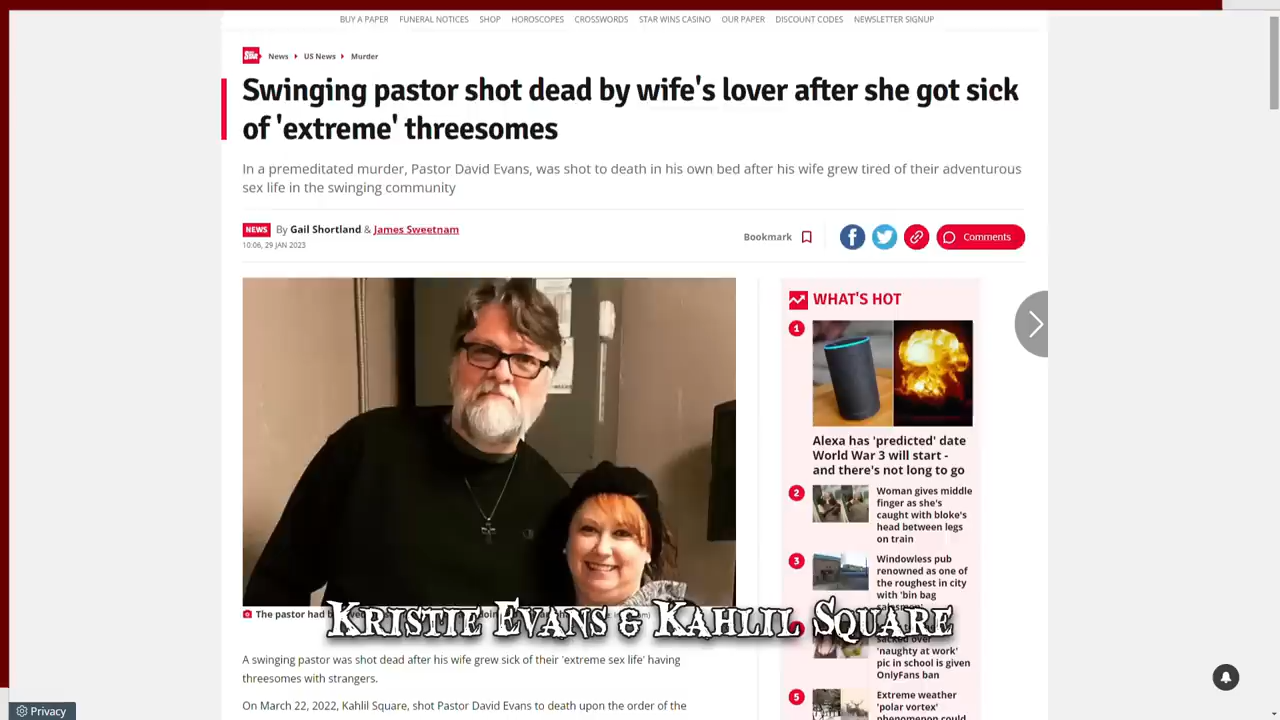 BUY A PAPER FUNERAL NOTICES SHOP HOROSCOPES CROSSWORDS STAR WINS CASINO OUR PAPER DISCOUNT CODES NEWSLETTER SIGNUP
News US News Murder
Swinging pastor shot dead by wife's lover after she got sick
of 'extreme' threesomes
In a premeditated murder, Pastor David Evans, was shot to death in his own bed after his wife grew tired of their adventurous
sex life in the swinging community
NEWS By Gail Shortland & James Sweetnam
10:06, 29 JAN 2023
Bookmark
Comments
The pastor had
KRISTIE EVANS & KAHLIL SQUARE
A swinging pastor was shot dead after his wife grew sick of their 'extreme sex life' having
threesomes with strangers.
On March 22, 2022, Kahlil Square, shot Pastor David Evans to death upon the order of the
WHAT'S HOT
1
Alexa has 'predicted' date
World War 3 will start -
and there's not long to go
2
Woman gives middle
finger as she's
caught with bloke's
head between legs
on train
3
Windowless pub
renowned as one of
the roughest in city
with 'bin bag
salesmen'
sacked over
'naughty at work'
pic in school is given
OnlyFans ban
5
Extreme weather
'polar vortex'
phenomenon could
Privacy